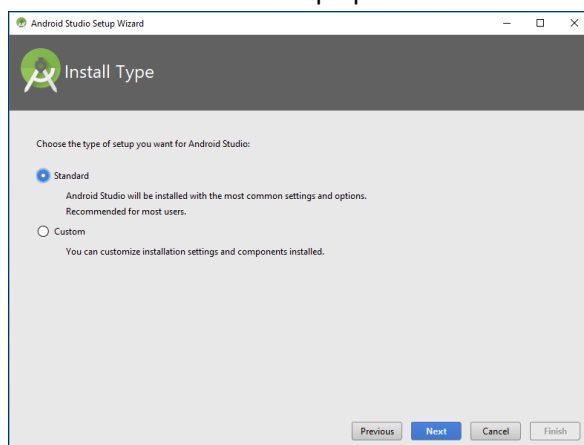 Android Studio Setup Wizard
Install Type
Choose the type of setup you want for Android Studio:
Standard
Android Studio will be installed with the most common settings and options.
Recommended for most users.
Custom
You can customize installation settings and components installed.
Previous
Next
Cancel
Finish